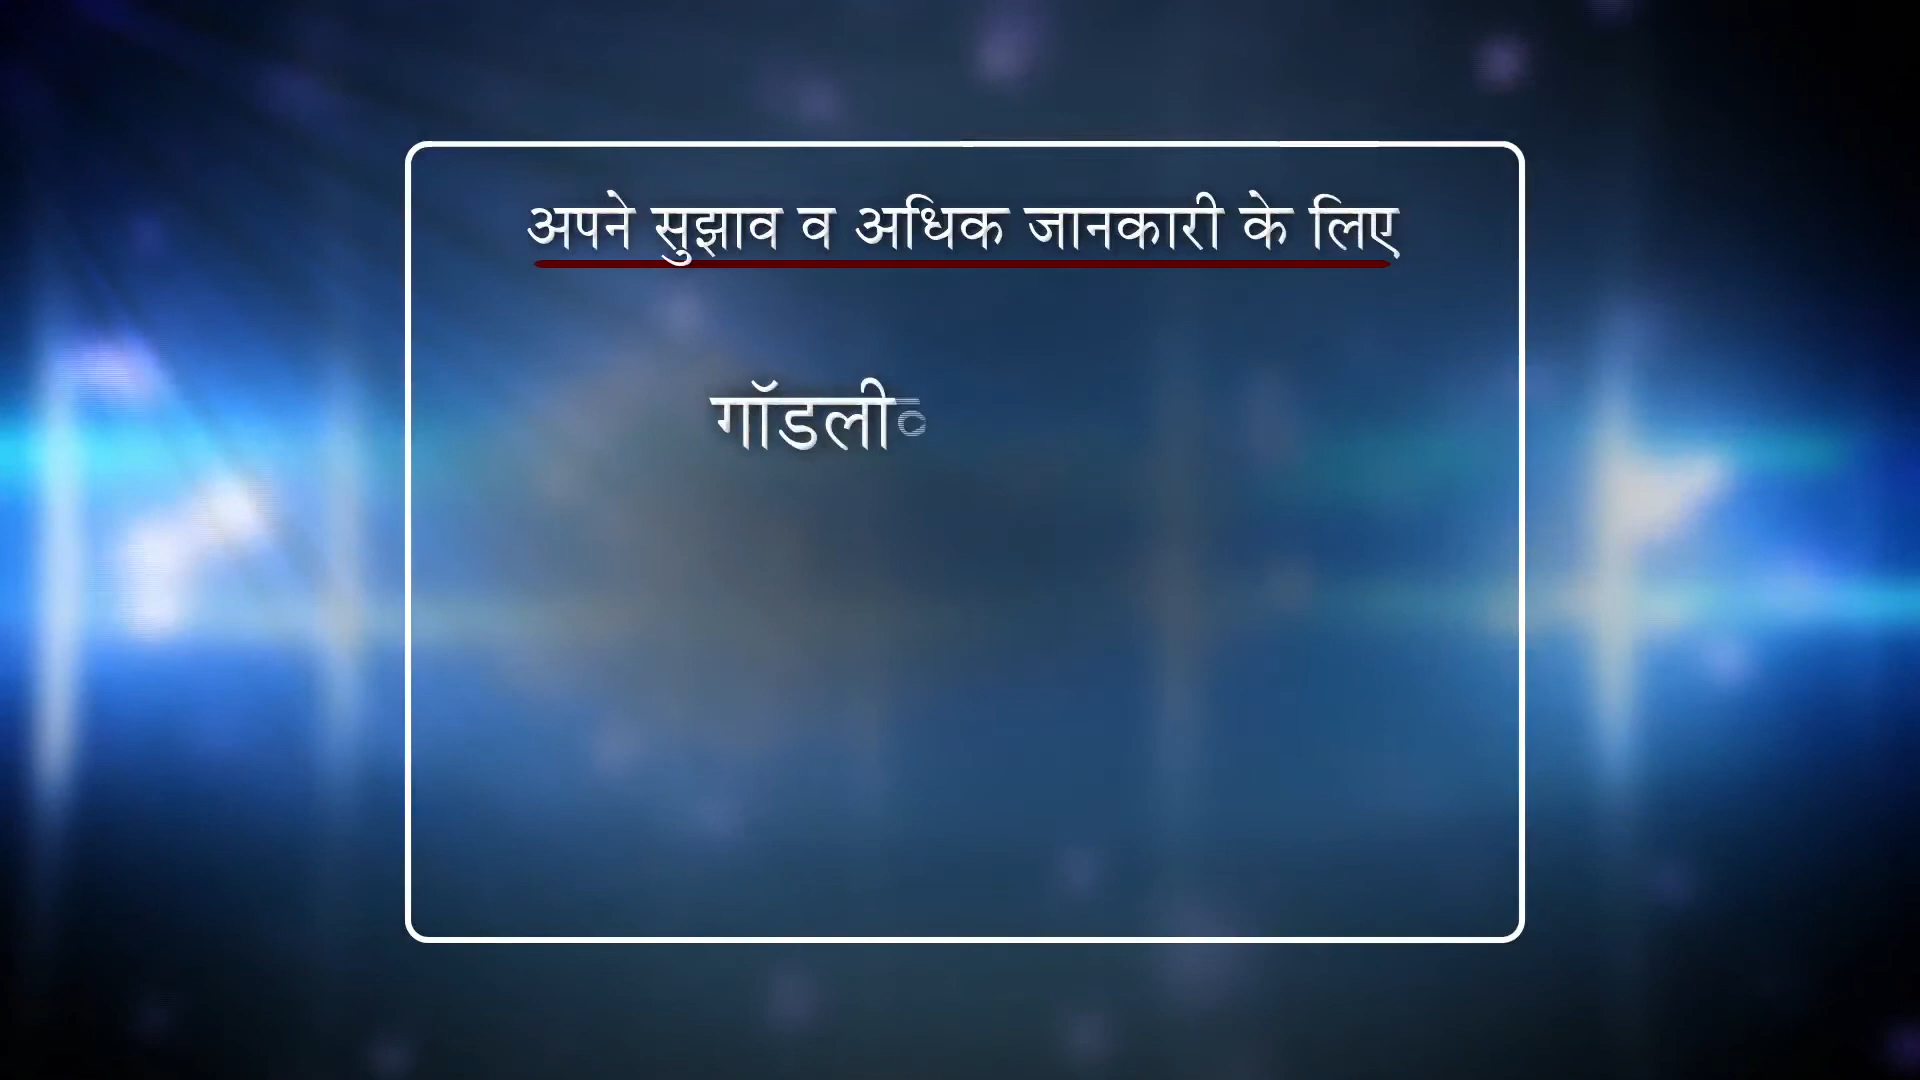 अपने सुझाव व अधिक जानकारी के लिए
गॉडली